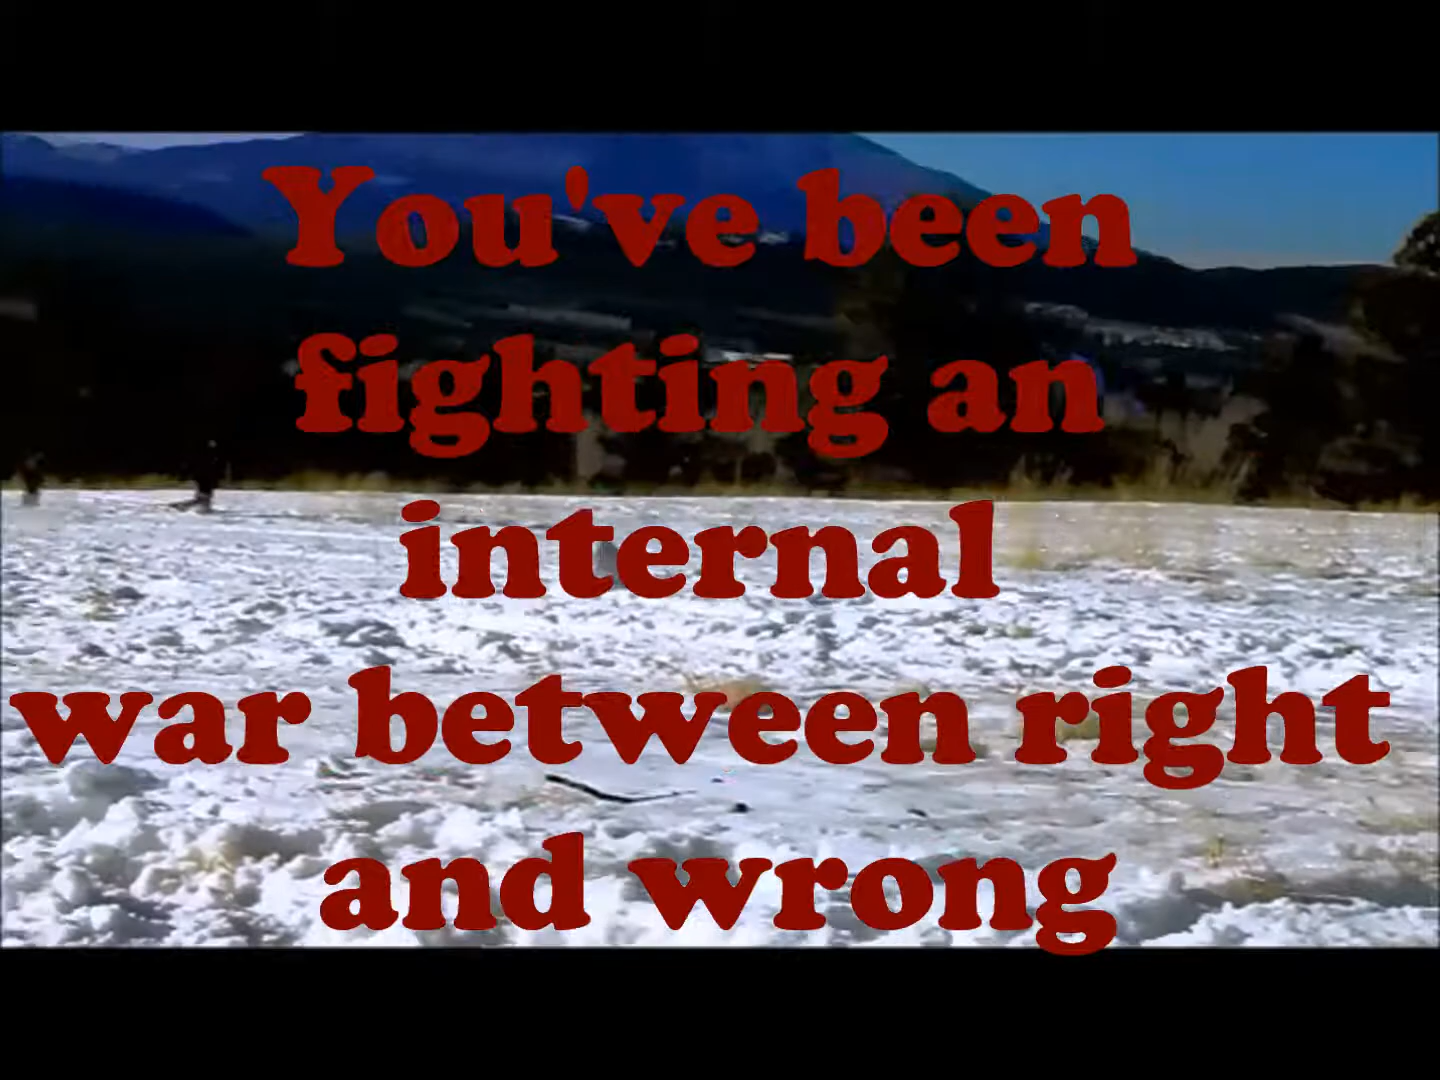 You've been
fighting an
internal
war between right
and wrong